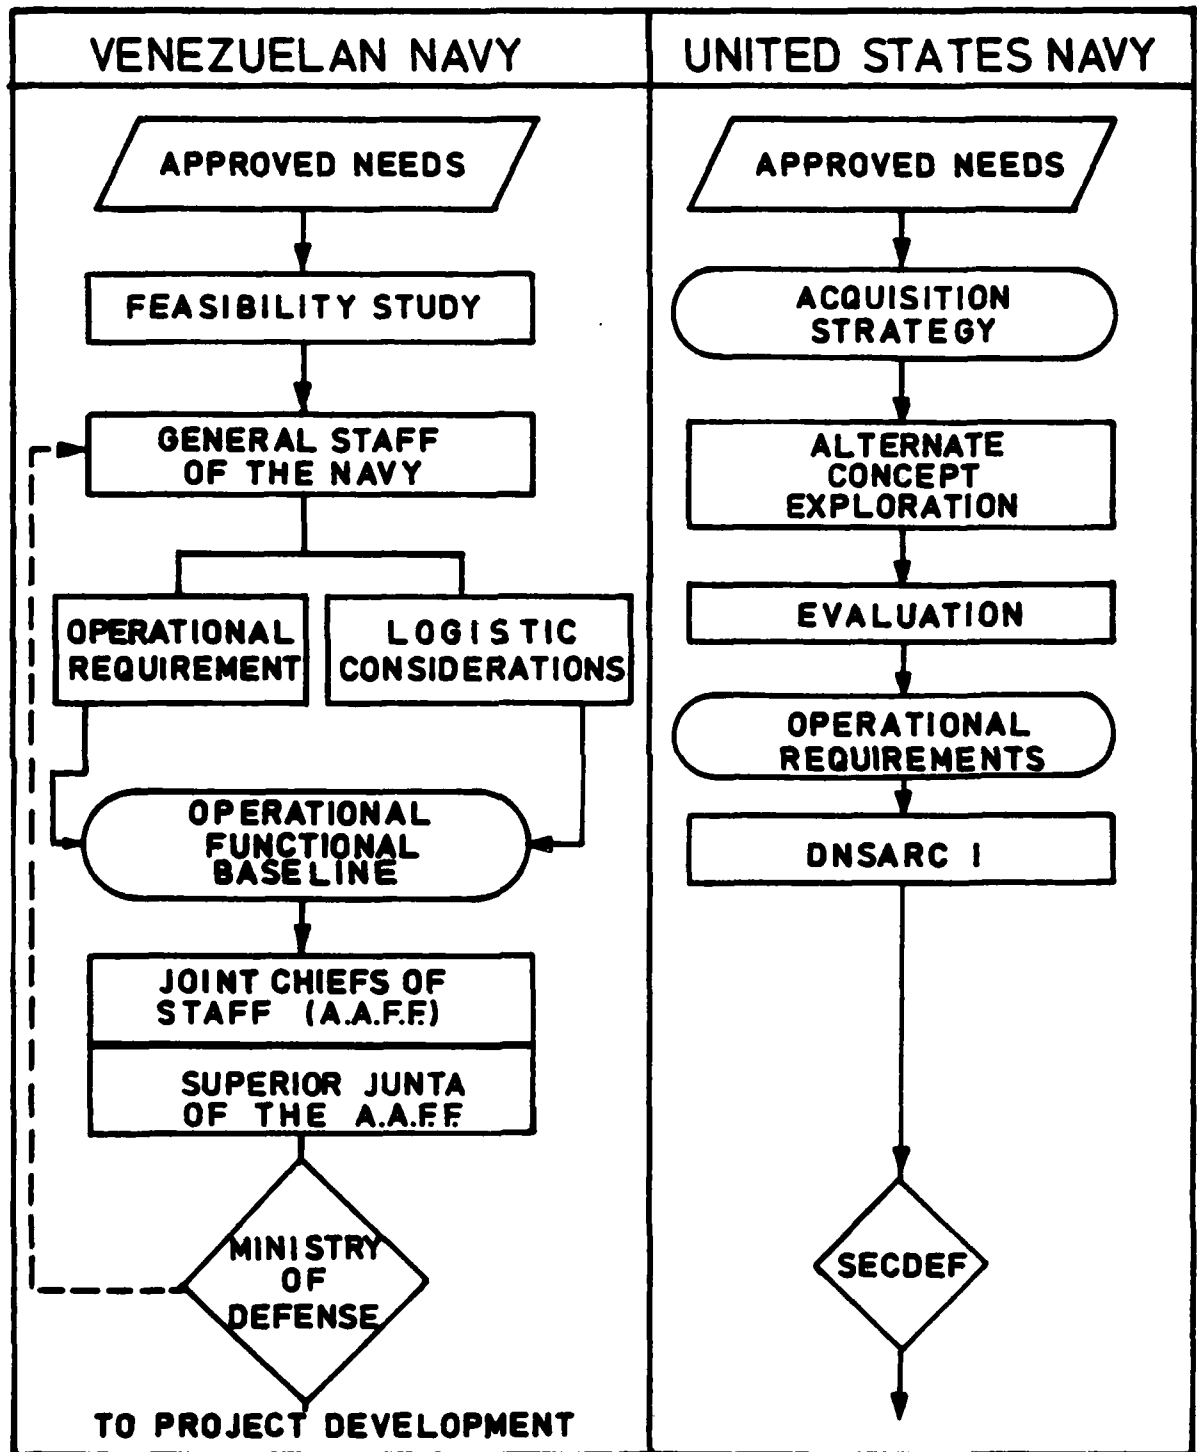 VENEZUELAN NAVY
APPROVED NEEDS
FEASIBILITY STUDY
GENERAL STAFF
OF THE NAVY
OPERATIONAL
REQUIREMENT
LOGISTIC
CONSIDERATIONS
OPERATIONAL
FUNCTIONAL
BASELINE
JOINT CHIEFS OF
STAFF (A.A.F.F.)
SUPERIOR JUNTA
OF THE A.A.F.F.
MINISTRY
OF
DEFENSE
TO PROJECT DEVELOPMENT
UNITED STATES NAVY
APPROVED NEEDS
ACQUISITION
STRATEGY
ALTERNATE
CONCEPT
EXPLORATION
EVALUATION
OPERATIONAL
REQUIREMENTS
DNSARC I
SECDEF